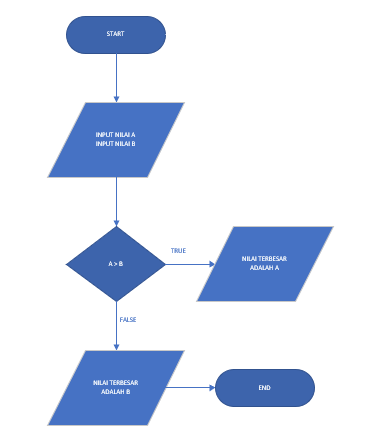 START
INPUT NILAI A
INPUT NILAI B
A > B
TRUE
NILAI TERBESAR
ADALAH A
FALSE
NILAI TERBESAR
ADALAH B
END